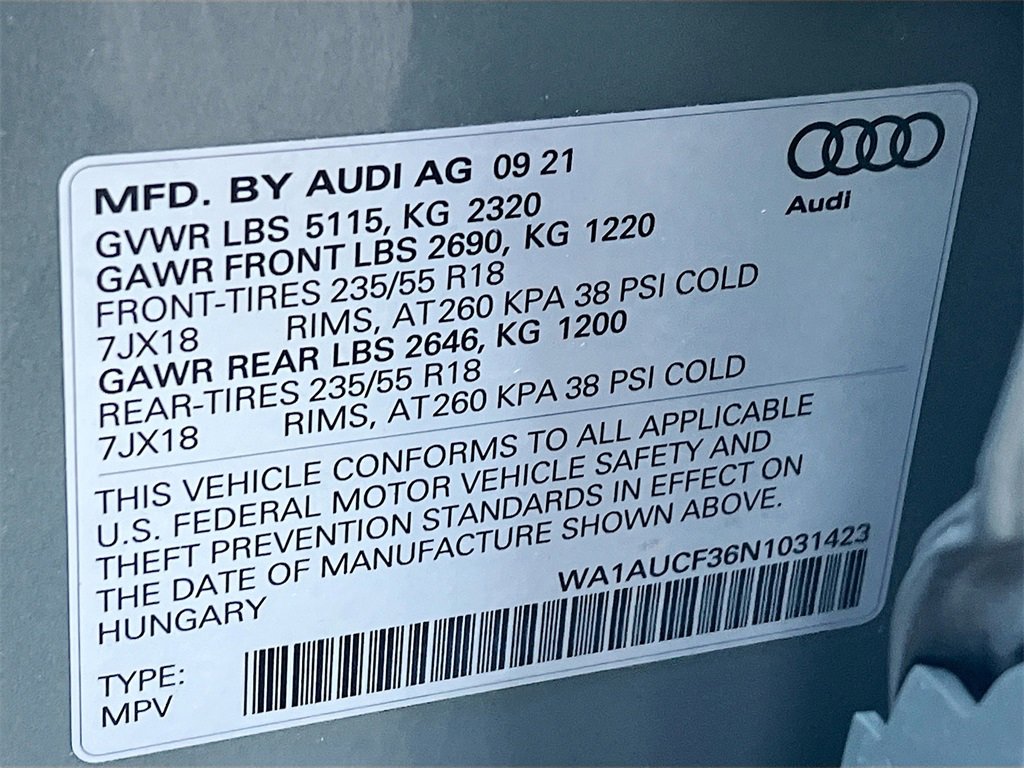 MFD. BY AUDI AG 09 21
Audi
GVWR LBS 5115, KG 2320
GAWR FRONT LBS 2690, KG 1220
FRONT-TIRES 235/55 R18
7JX18 RIMS, AT260 KPA 38 PSI COLD
GAWR REAR LBS 2646, KG 1200
REAR-TIRES 235/55 R18
7JX18 RIMS, AT260 KPA 38 PSI COLD
THIS VEHICLE CONFORMS TO ALL APPLICABLE
U.S. FEDERAL MOTOR VEHICLE SAFETY AND
THEFT PREVENTION STANDARDS IN EFFECT ON
THE DATE OF MANUFACTURE SHOWN ABOVE.
HUNGARY
WA1AUCF36N1031423
TYPE:
MPV